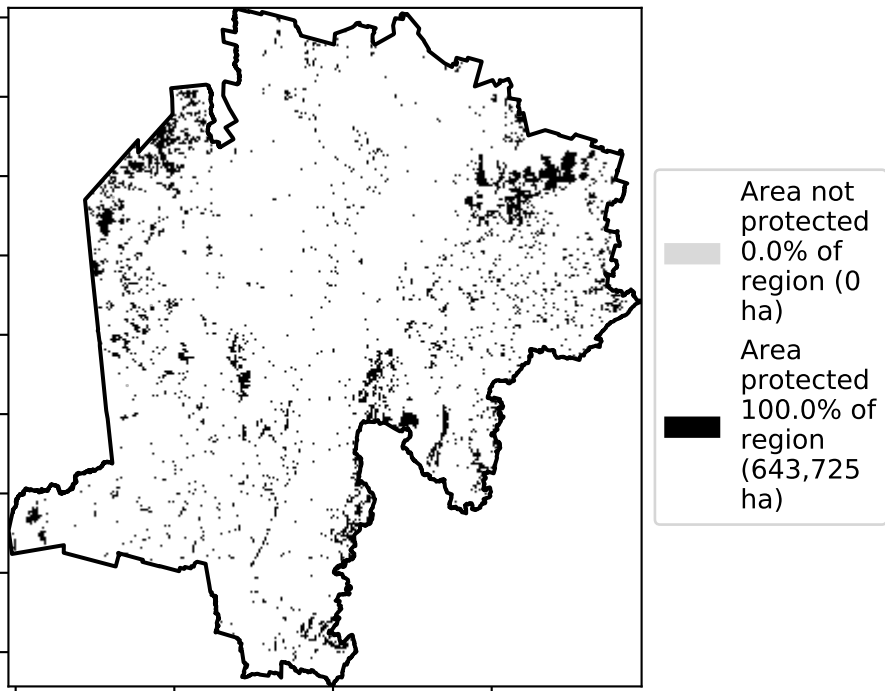 Area not
protected
0.0% of
region (0
ha)
Area
protected
100.0% of
region
(643,725
ha)